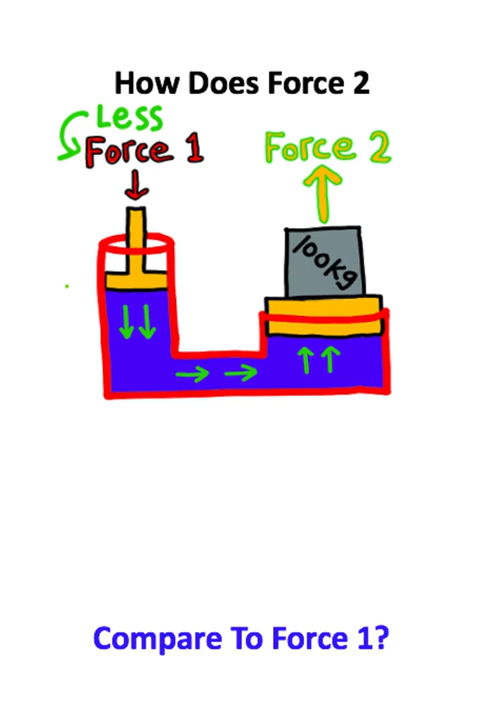 How Does Force 2
Less
Force 1
Force 2
100kg
Compare To Force 1?